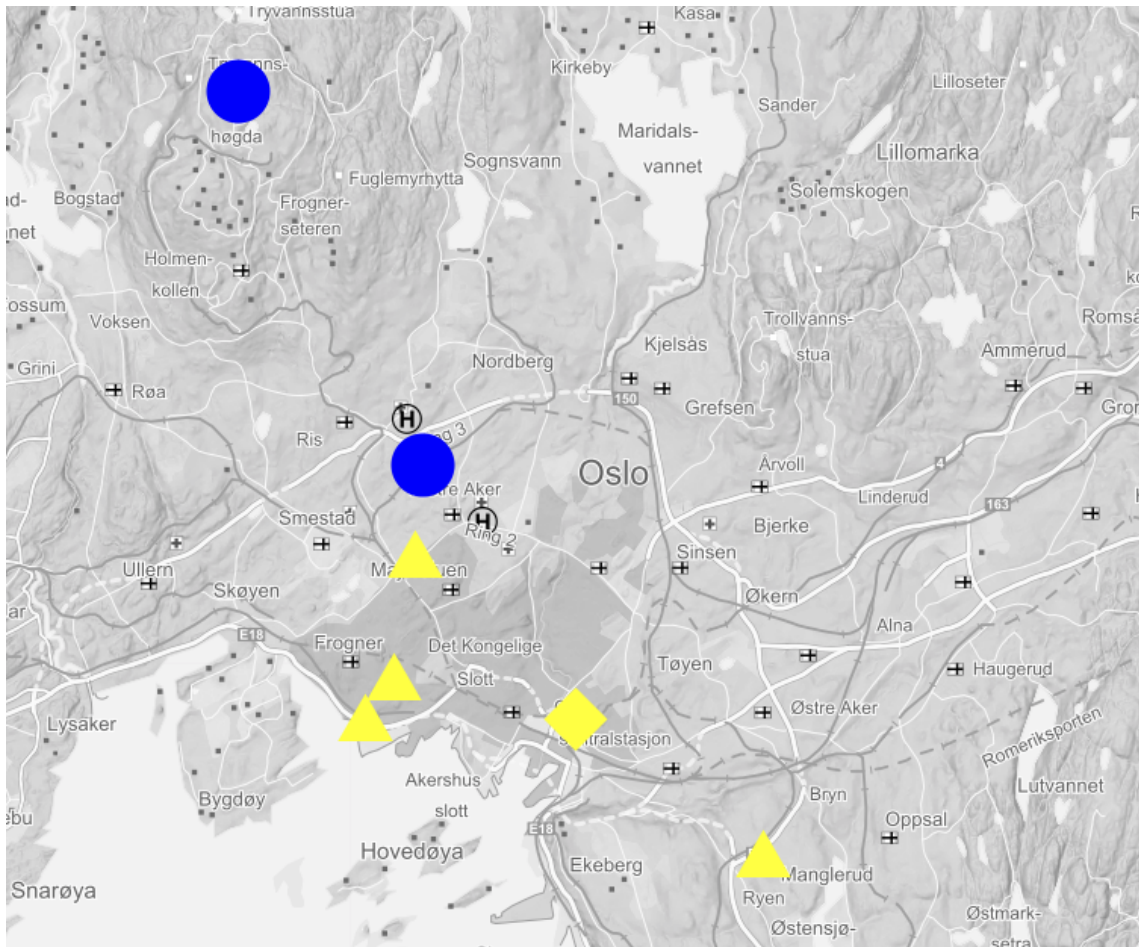 Tryvannsstua
Kasa
Kirkeby
Lilloseter
Sander
høgda
Maridals-
vannet
Sognsvann
Lillomarka
Fuglemyrhytta
Solemskogen
Bogstad
Frogner-
seteren
Holmen-
kollen
Voksen
Trollvanns-
stua
Kjelsås
Nordberg
Ammerud
Grini
Røa
150
Grefsen
Ris
Oslo
Årvoll
4
Linderud
163
Smestad
Ring 2
Bjerke
Sinsen
Ullern
Skøyen
Økern
E18
Alna
Frogner
Det Kongelige
Slott
Tøyen
Haugerud
Østre Aker
Lysaker
Romeriksporten
Akershus
slott
Lutvannet
Bygdøy
Bryn
Oppsal
E18
Hovedøya
Ekeberg
Manglerud
Snarøya
Ryen
Østensjø-
Østmark-
setra